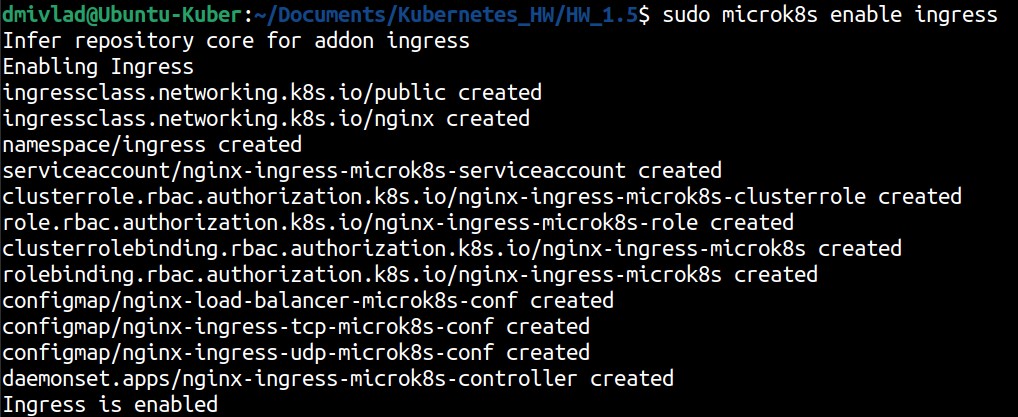 dmivlad@Ubuntu-Kuber:~/Documents/Kubernetes_HW/HW_1.5$ sudo microk8s enable ingress
Infer repository core for addon ingress
Enabling Ingress
ingressclass.networking.k8s.io/public created
ingressclass.networking.k8s.io/nginx created
namespace/ingress created
serviceaccount/nginx-ingress-microk8s-serviceaccount created
clusterrole.rbac.authorization.k8s.io/nginx-ingress-microk8s-clusterrole created
role.rbac.authorization.k8s.io/nginx-ingress-microk8s-role created
clusterrolebinding.rbac.authorization.k8s.io/nginx-ingress-microk8s created
rolebinding.rbac.authorization.k8s.io/nginx-ingress-microk8s created
configmap/nginx-load-balancer-microk8s-conf created
configmap/nginx-ingress-tcp-microk8s-conf created
configmap/nginx-ingress-udp-microk8s-conf created
daemonset.apps/nginx-ingress-microk8s-controller created
Ingress is enabled